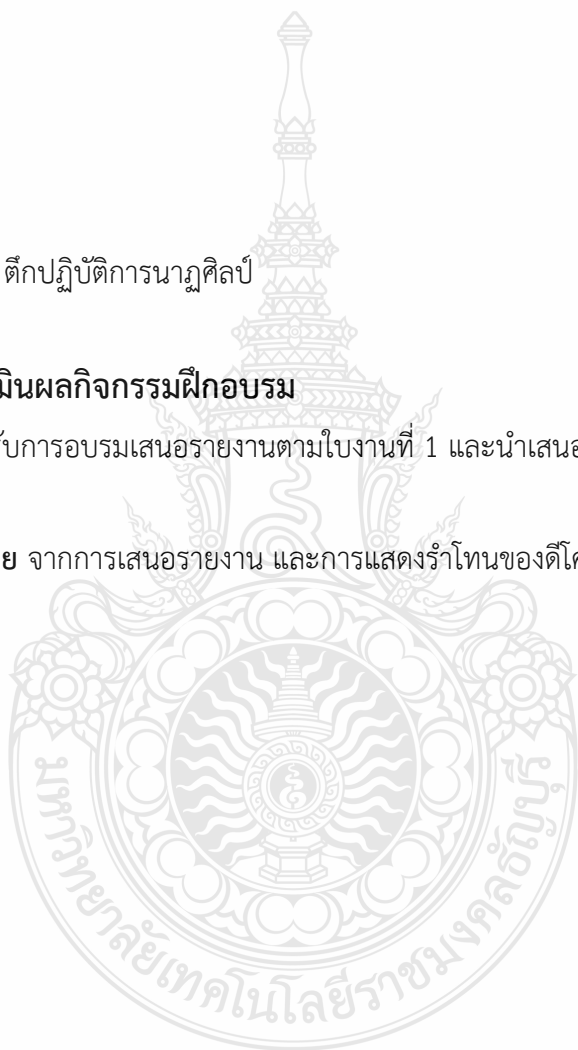 ตึกปฏิบัติการนาฏศิลป์
มินผลกิจกรรมฝึกอบรม
รับการอบรมเสนอรายงานตามใบงานที่ 1 และนำเสนอ
ย จากการเสนอรายงาน และการแสดงรำโทนของดีโค
มหาวิทยาลัยเทคโนโลยีราชมงคลธัญบุรี